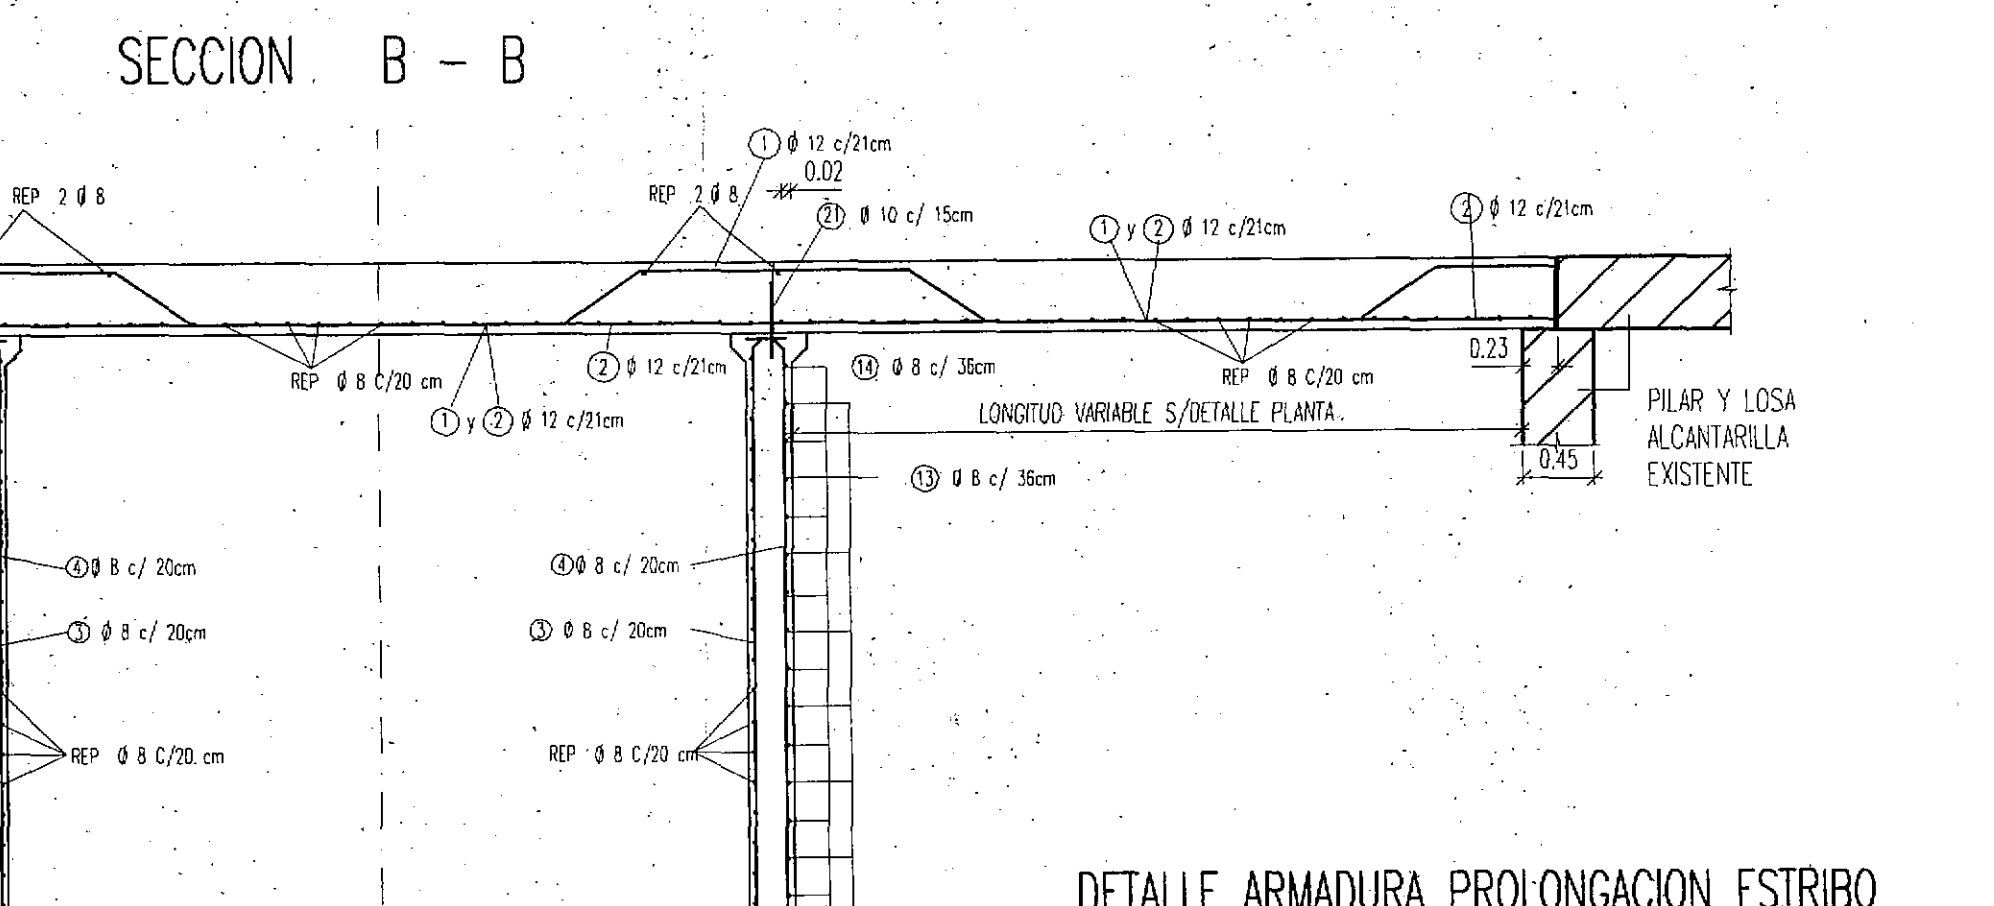 SECCION B - B
1 ϕ 12 c/21cm
0.02
REP 2 ϕ 8
REP 2 ϕ 8
21 ϕ 10 c/ 15cm
1 y 2 ϕ 12 c/21cm
2 ϕ 12 c/21cm
REP ϕ 8 C/20 cm
2 ϕ 12 c/21cm
14 ϕ 8 c/ 36cm
REP ϕ 8 C/20 cm
0.23
1 y 2 ϕ 12 c/21cm
LONGITUD VARIABLE S/DETALLE PLANTA.
PILAR Y LOSA
ALCANTARILLA
EXISTENTE
0.45
13 ϕ 8 c/ 36cm
4 ϕ 8 c/ 20cm
4 ϕ 8 c/ 20cm
3 ϕ 8 c/ 20cm
3 ϕ 8 c/ 20cm
REP ϕ 8 C/20 cm
REP ϕ 8 C/20 cm
DETALLE ARMADURA PROLONGACION ESTRIBO